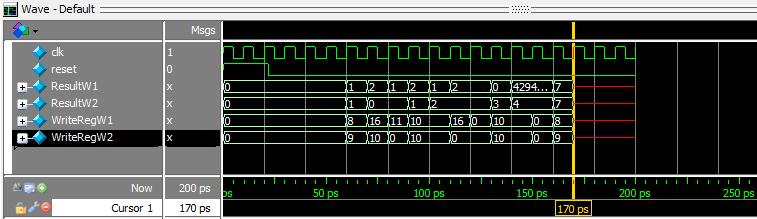 Wave - Default
Msgs
clk 1
reset 0
ResultW1 x 0 1 2 1 2 1 2 0 4294... 7
ResultW2 x 0 1 0 1 2 3 4 7
WriteRegW1 x 0 8 16 11 10 16 0 10 0 8
WriteRegW2 x 0 9 10 0 10 0 10 0 9
Now 200 ps ps 50 ps 100 ps 150 ps 200 ps 250 ps
Cursor 1 170 ps 170 ps